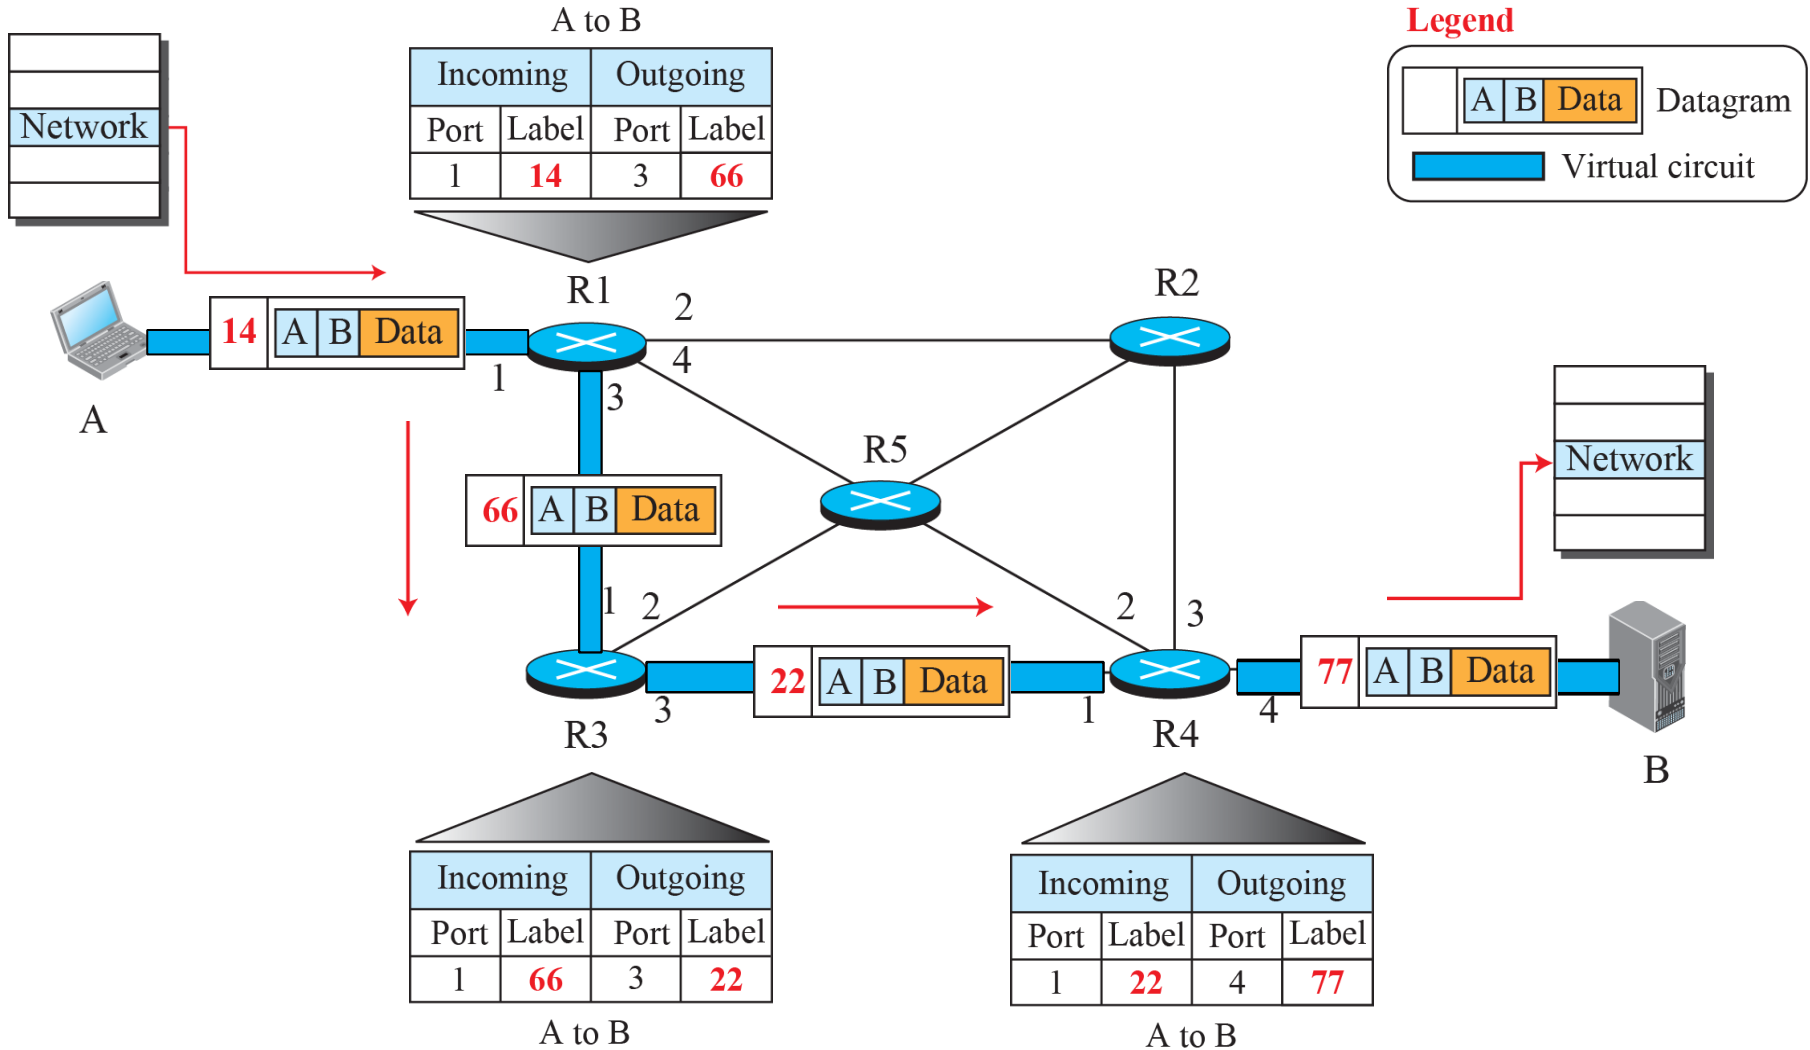 A to B
Legend
Incoming Outgoing
Port Label Port Label
1 14 3 66
A B Data Datagram
Virtual circuit
Network
R1
R2
2
4
14 A B Data
1
3
A
R5
Network
66 A B Data
1
2
2
3
22 A B Data
77 A B Data
3
1
4
R3
R4
B
Incoming Outgoing
Port Label Port Label
1 66 3 22
A to B
Incoming Outgoing
Port Label Port Label
1 22 4 77
A to B